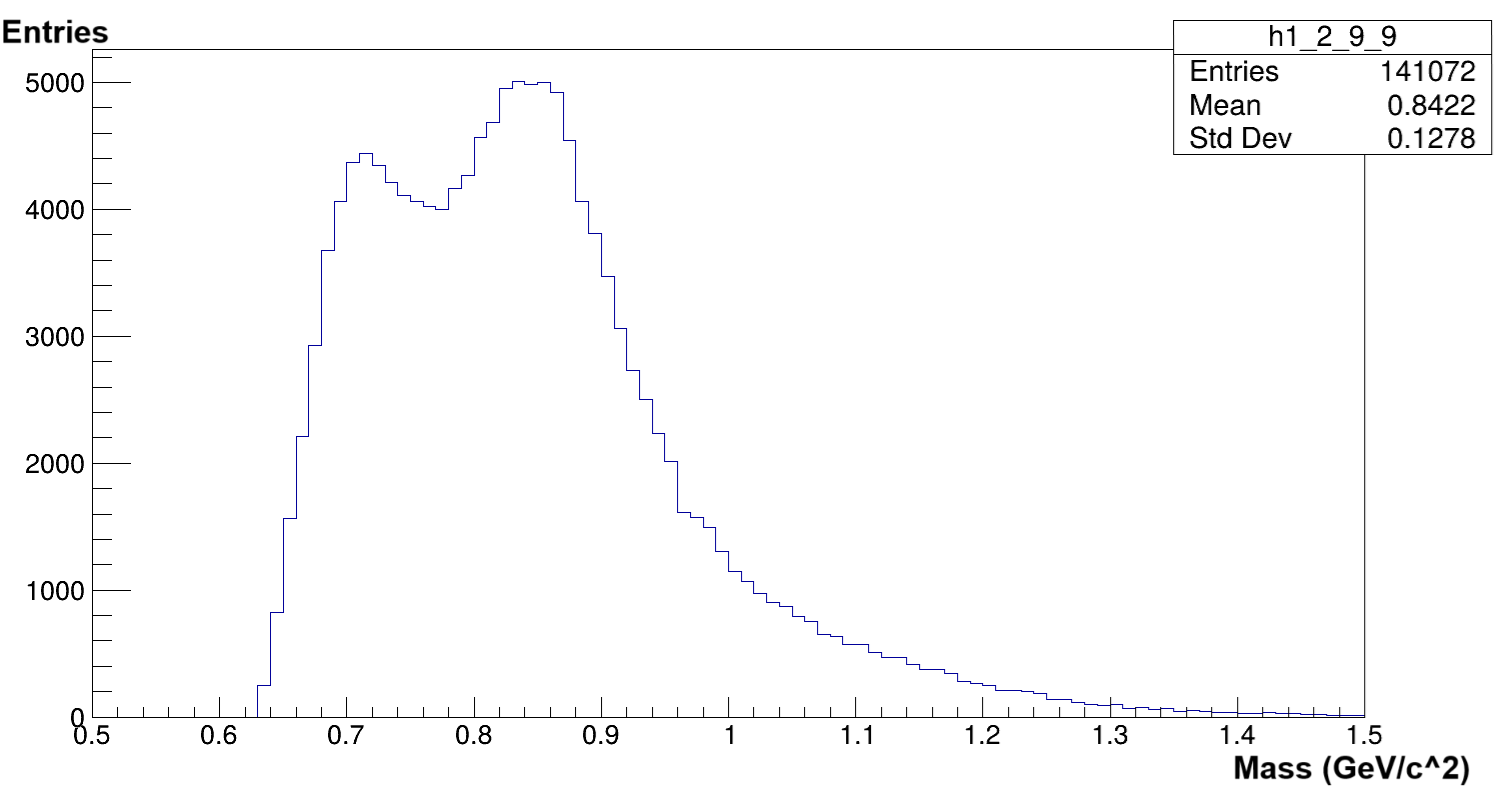 Entries
h1_2_9_9
Entries 141072
Mean 0.8422
Std Dev 0.1278
5000
4000
3000
2000
1000
0
0.5 0.6 0.7 0.8 0.9 1 1.1 1.2 1.3 1.4 1.5
Mass (GeV/c^2)